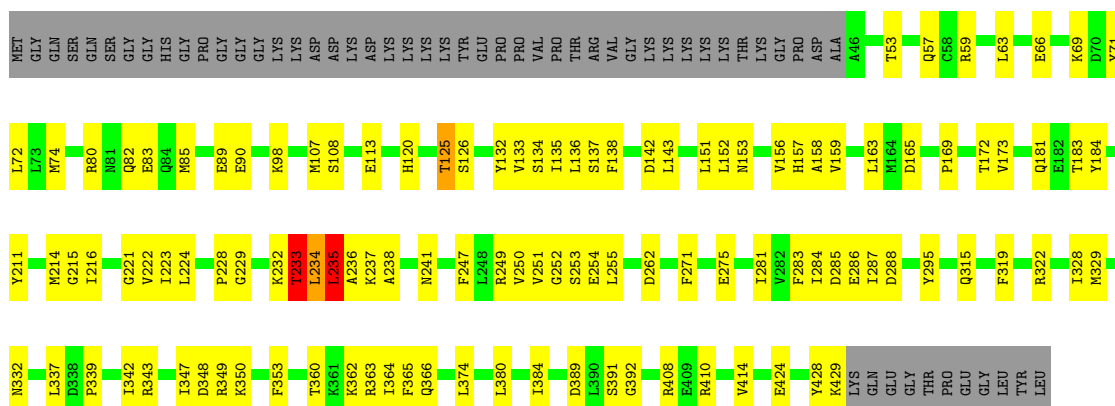 MET GLY GLN SER GLN SER GLY GLY HIS GLY PRO GLY GLY GLY LYS LYS ASP ASP LYS ASP LYS LYS LYS LYS TYR GLU PRO PRO VAL PRO THR ARG VAL GLY LYS LYS LYS LYS LYS THR LYS GLY PRO ASP ALA A46 T53 Q57 C58 R59 L63 E66 K69 D70 Y71
L72 L73 M74 R80 N81 Q82 E83 Q84 M85 E89 E90 K98 M107 S108 E113 H120 T125 S126 Y132 V133 S134 I135 L136 S137 F138 D142 L143 L151 L152 N153 V156 H157 A158 V159 L163 M164 D165 P169 T172 V173 Q181 E182 T183 Y184
Y211 M214 G215 I216 G221 V222 I223 L224 P228 G229 K232 T233 L234 L235 A236 K237 A238 N241 F247 L248 R249 V250 V251 G252 S253 E254 L255 D262 F271 E275 I281 V282 F283 I284 D285 E286 I287 D288 Y295 Q315 F319 R322 I328 M329
N332 L337 D338 P339 I342 R343 I347 D348 R349 K350 F353 T360 K361 K362 R363 I364 F365 Q366 L374 L380 I384 D389 L390 S391 G392 R408 E409 R410 V414 E424 Y428 K429 LYS GLN GLU GLY THR PRO GLU GLY LEU TYR LEU